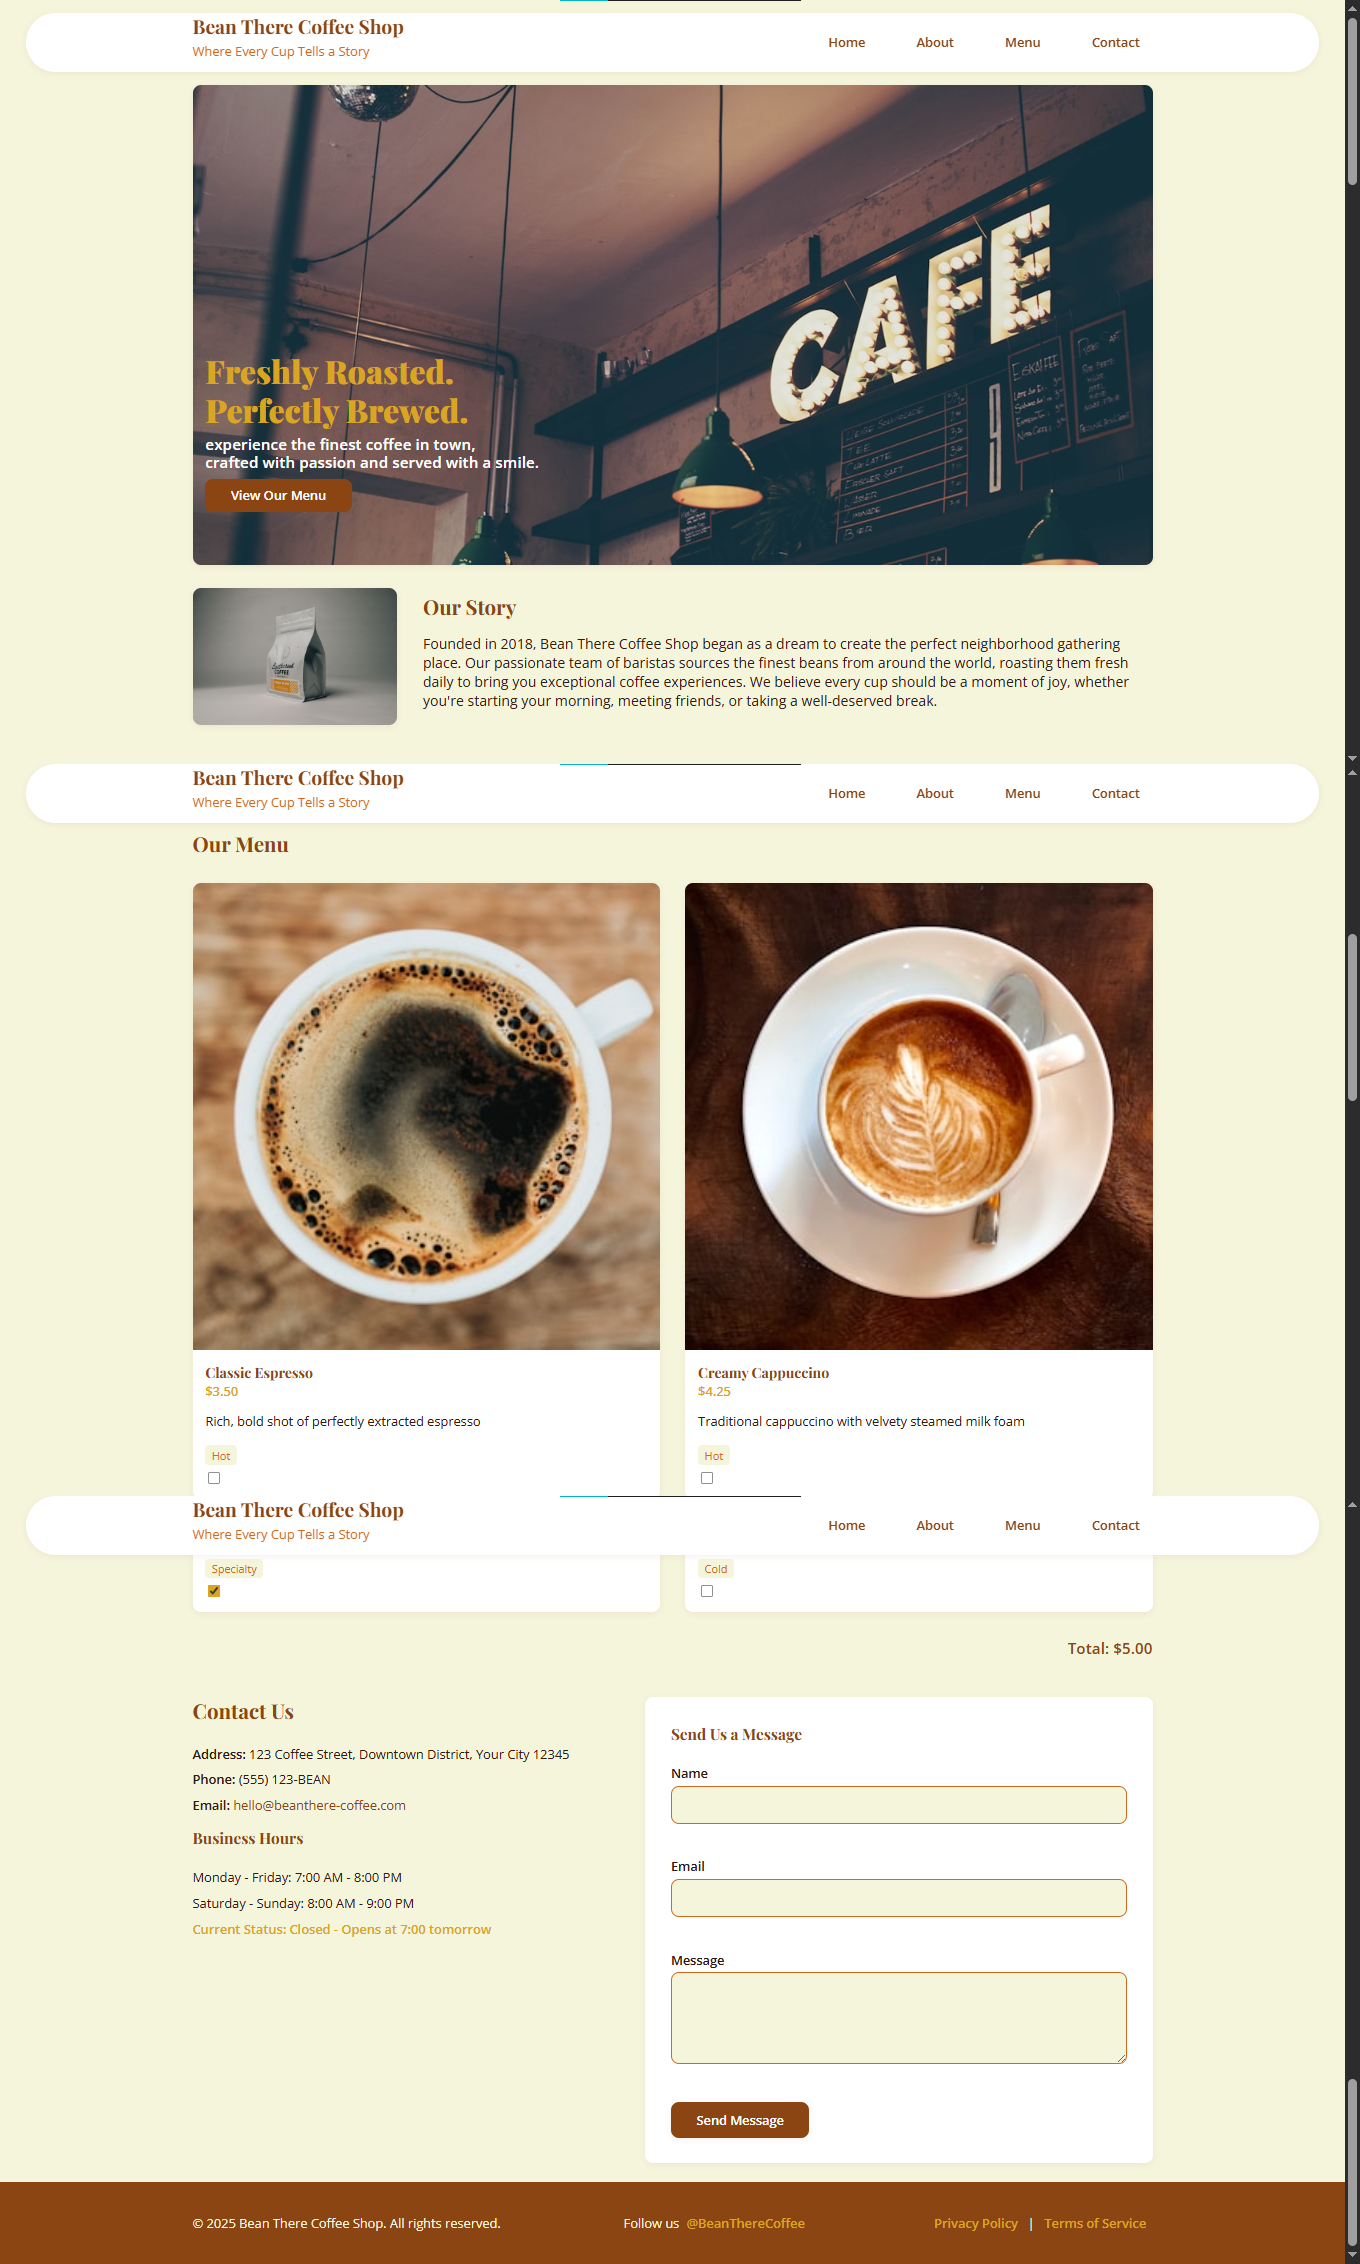 Bean There Coffee Shop
Where Every Cup Tells a Story
Home About Menu Contact
CAFE
Freshly Roasted.
Perfectly Brewed.
experience the finest coffee in town,
crafted with passion and served with a smile.
View Our Menu
COFFEE
Our Story
Founded in 2018, Bean There Coffee Shop began as a dream to create the perfect neighborhood gathering
place. Our passionate team of baristas sources the finest beans from around the world, roasting them fresh
daily to bring you exceptional coffee experiences. We believe every cup should be a moment of joy, whether
you're starting your morning, meeting friends, or taking a well-deserved break.
Bean There Coffee Shop
Where Every Cup Tells a Story
Home About Menu Contact
Our Menu
Classic Espresso
$3.50
Rich, bold shot of perfectly extracted espresso
Hot
Creamy Cappuccino
$4.25
Traditional cappuccino with velvety steamed milk foam
Hot
Bean There Coffee Shop
Where Every Cup Tells a Story
Home About Menu Contact
Specialty
Cold
Total: $5.00
Contact Us
Address: 123 Coffee Street, Downtown District, Your City 12345
Phone: (555) 123-BEAN
Email: hello@beanthere-coffee.com
Business Hours
Monday - Friday: 7:00 AM - 8:00 PM
Saturday - Sunday: 8:00 AM - 9:00 PM
Current Status: Closed - Opens at 7:00 tomorrow
Send Us a Message
Name
Email
Message
Send Message
© 2025 Bean There Coffee Shop. All rights reserved.
Follow us @BeanThereCoffee
Privacy Policy | Terms of Service